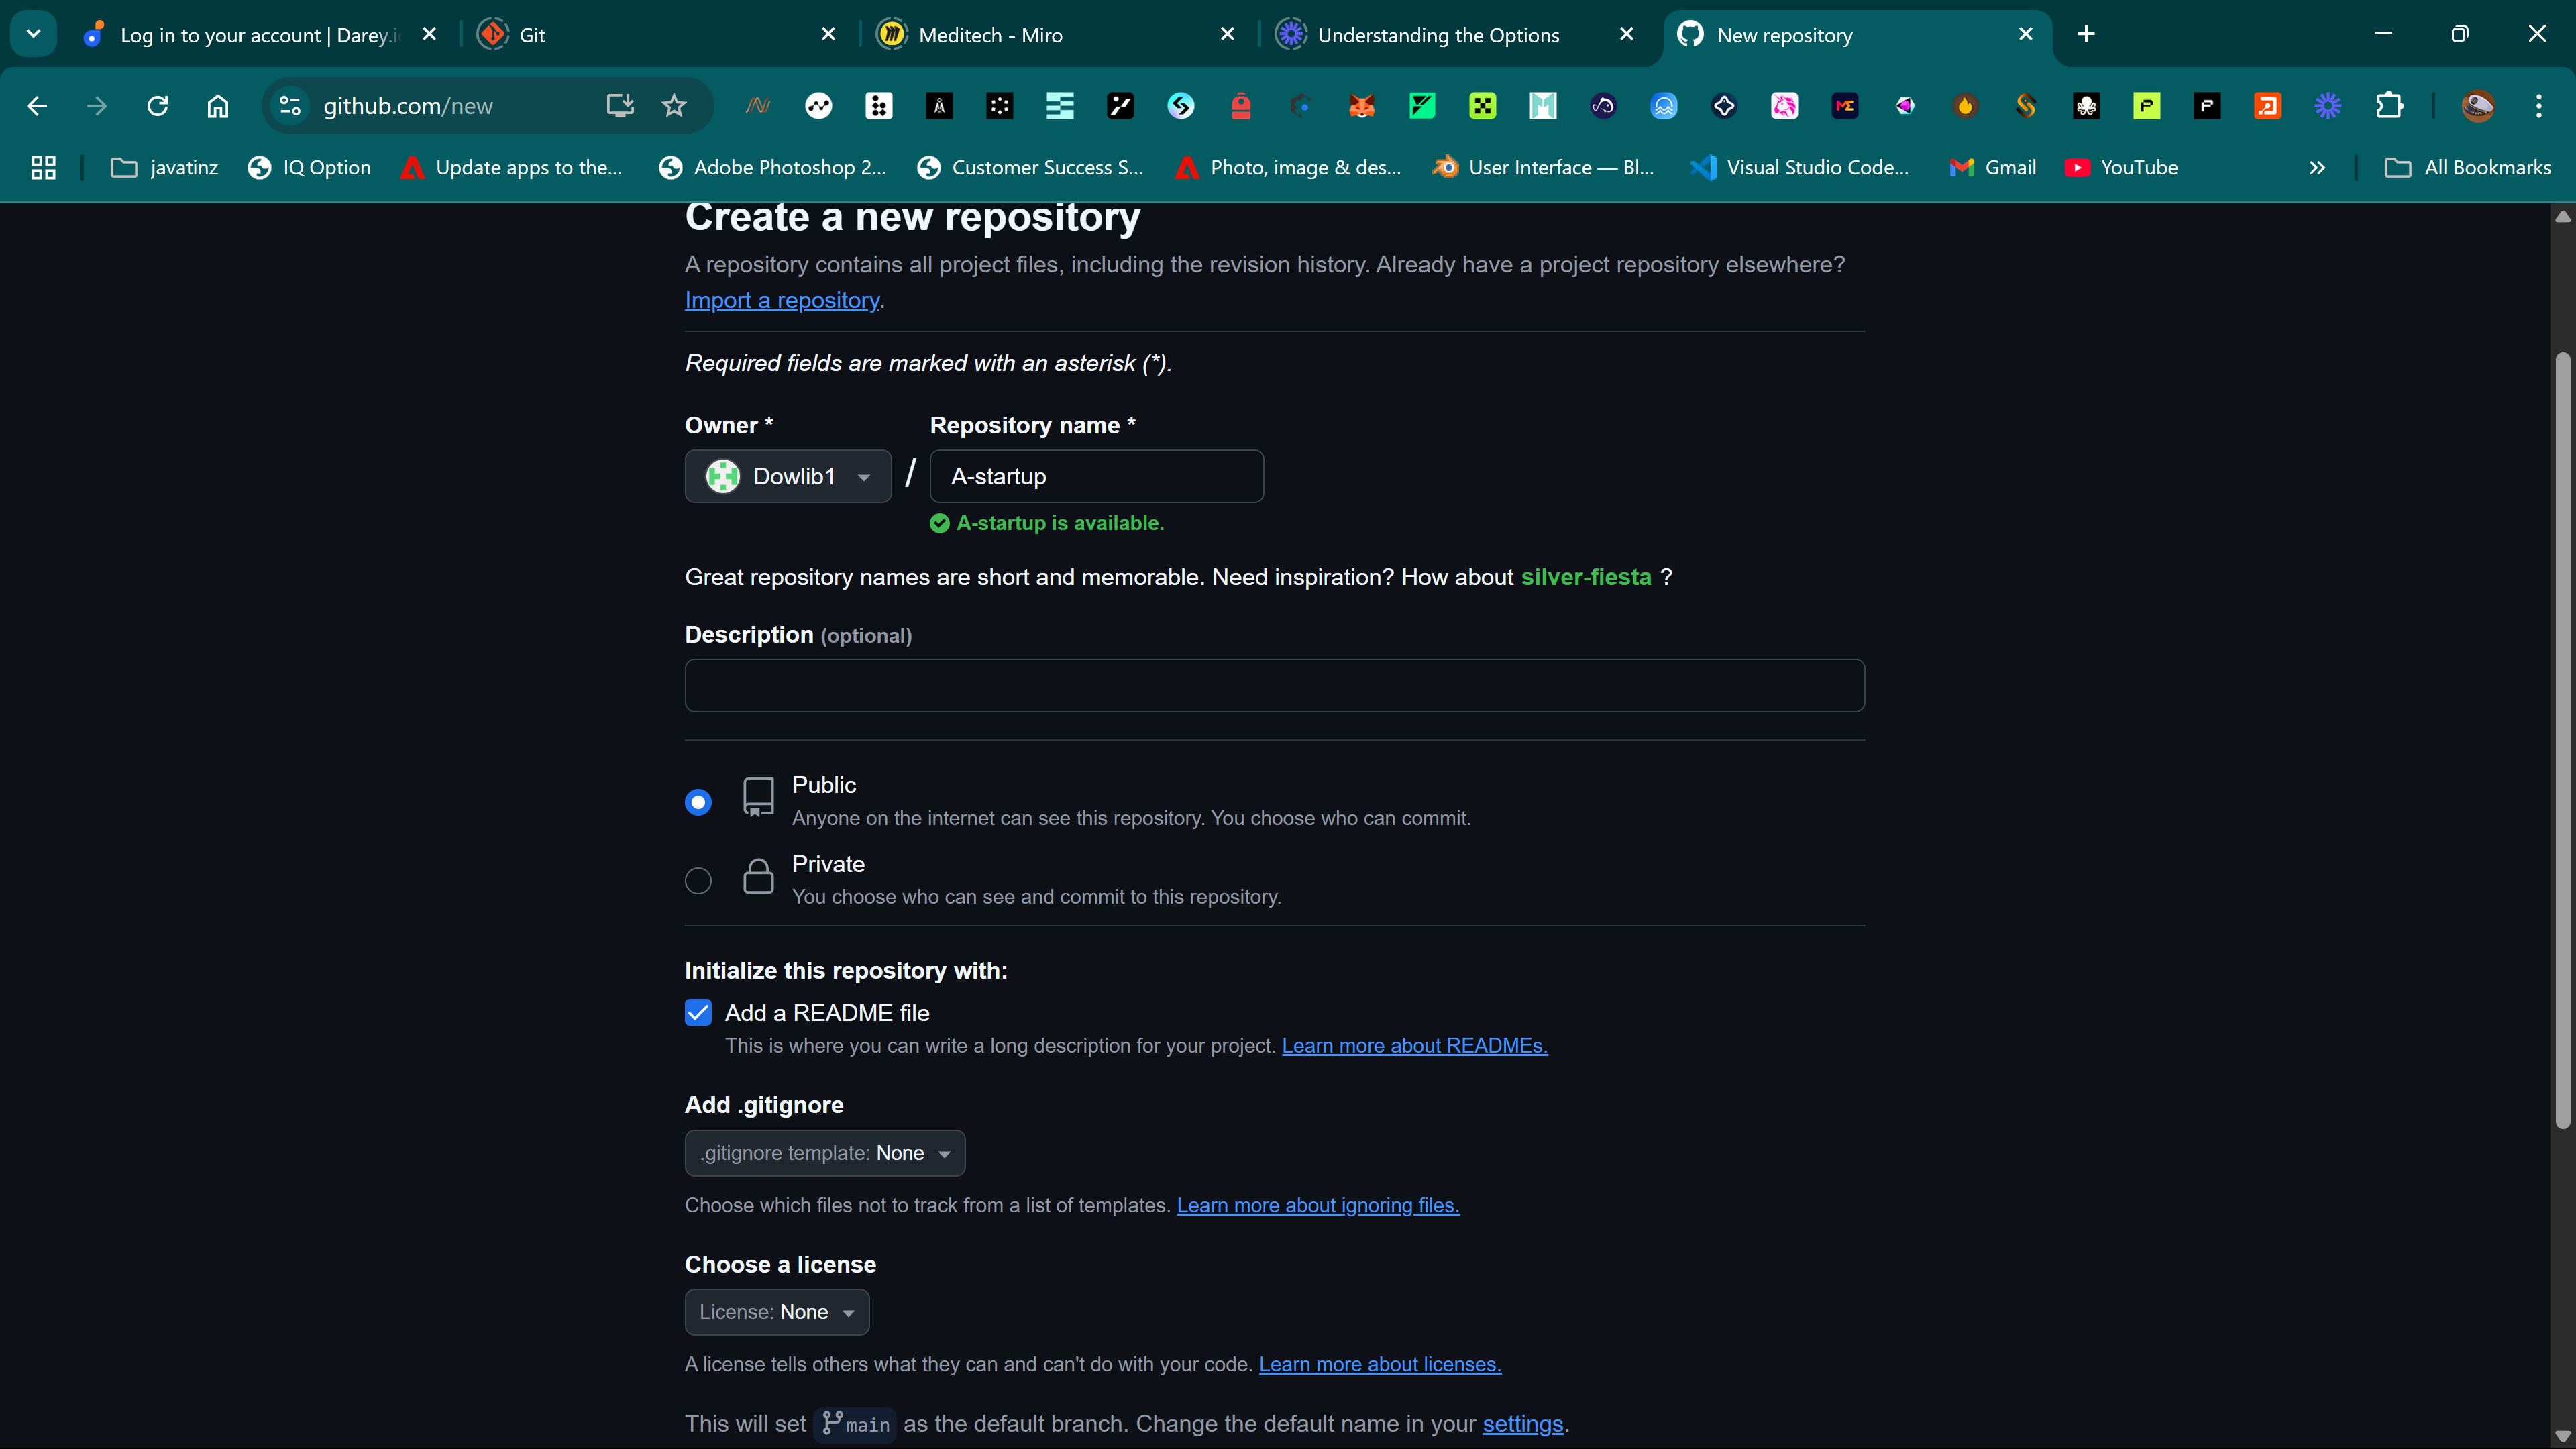 Log in to your account | Darey.i
Git
Meditech - Miro
Understanding the Options
New repository
github.com/new
javatinz
IQ Option
Update apps to the...
Adobe Photoshop 2...
Customer Success S...
Photo, image & des...
User Interface — Bl...
Visual Studio Code...
Gmail
YouTube
All Bookmarks
Create a new repository
A repository contains all project files, including the revision history. Already have a project repository elsewhere?
Import a repository.
Required fields are marked with an asterisk (*).
Owner *
Repository name *
Dowlib1
/
A-startup
A-startup is available.
Great repository names are short and memorable. Need inspiration? How about silver-fiesta ?
Description (optional)
Public
Anyone on the internet can see this repository. You choose who can commit.
Private
You choose who can see and commit to this repository.
Initialize this repository with:
Add a README file
This is where you can write a long description for your project. Learn more about READMEs.
Add .gitignore
.gitignore template: None
Choose which files not to track from a list of templates. Learn more about ignoring files.
Choose a license
License: None
A license tells others what they can and can't do with your code. Learn more about licenses.
This will set main as the default branch. Change the default name in your settings.